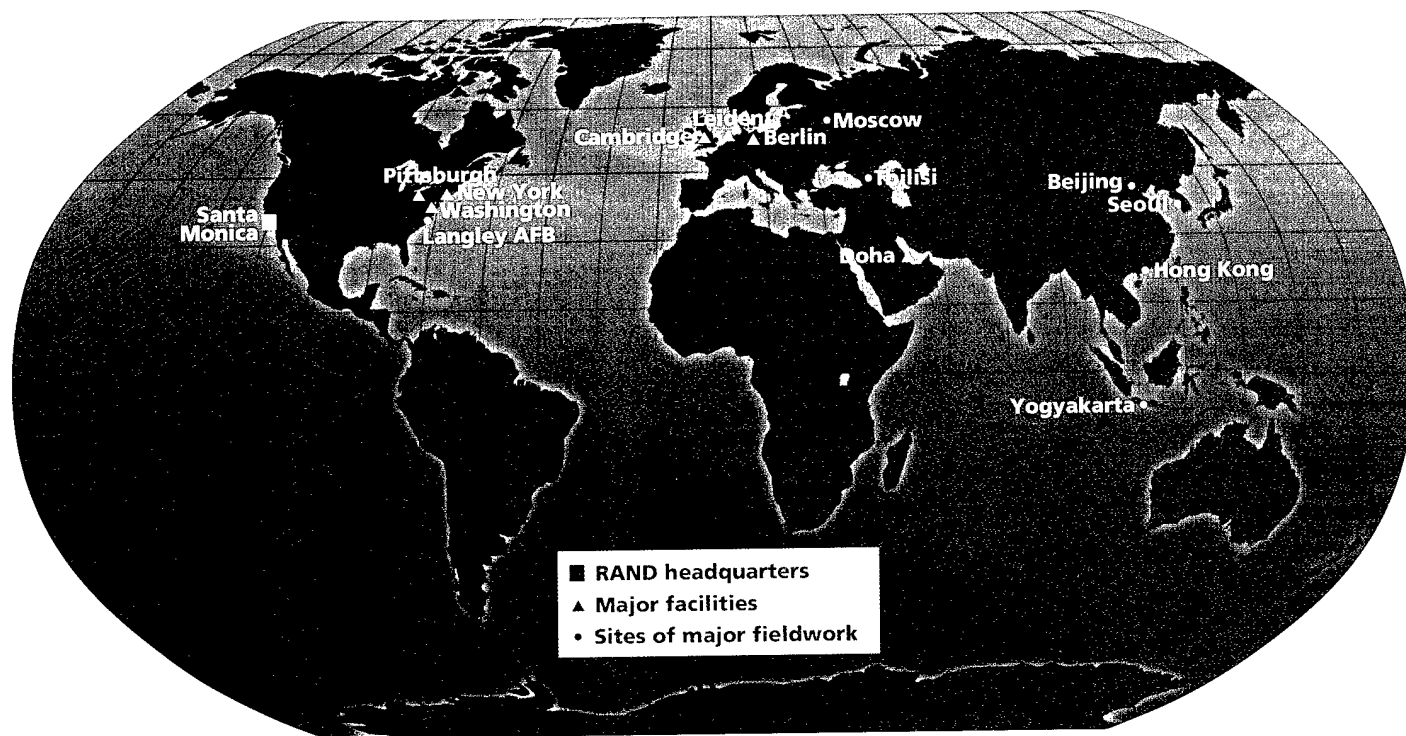 Leiden
Moscow
Cambridge
Berlin
Pittsburgh
New York
Tbilisi
Beijing
Santa
Monica
Washington
Seoul
Langley AFB
Doha
Hong Kong
Yogyakarta
RAND headquarters
Major facilities
Sites of major fieldwork